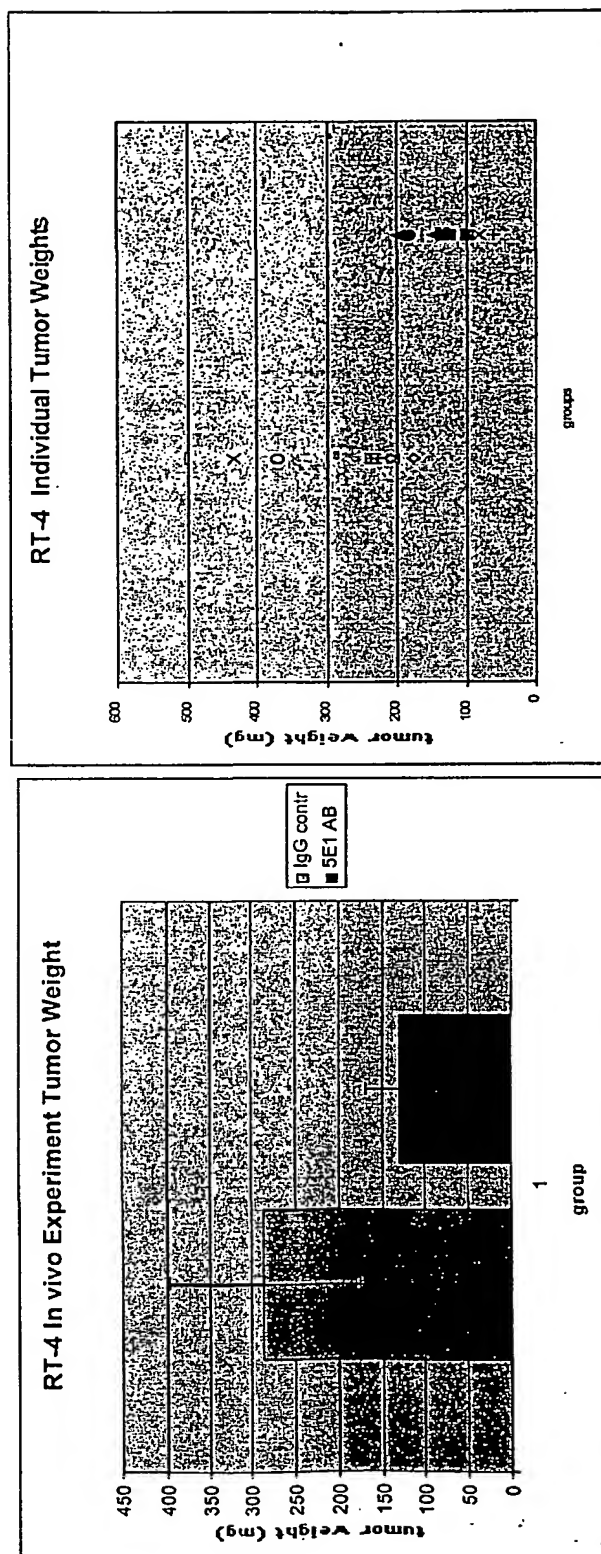 RT-4 In vivo Experiment Tumor Weight
tumor weight (mg)
450
400
350
300
250
200
150
100
50
0
1
group
IgG contr
5E1 AB
RT-4 Individual Tumor Weights
tumor weight (mg)
600
500
400
300
200
100
0
groups